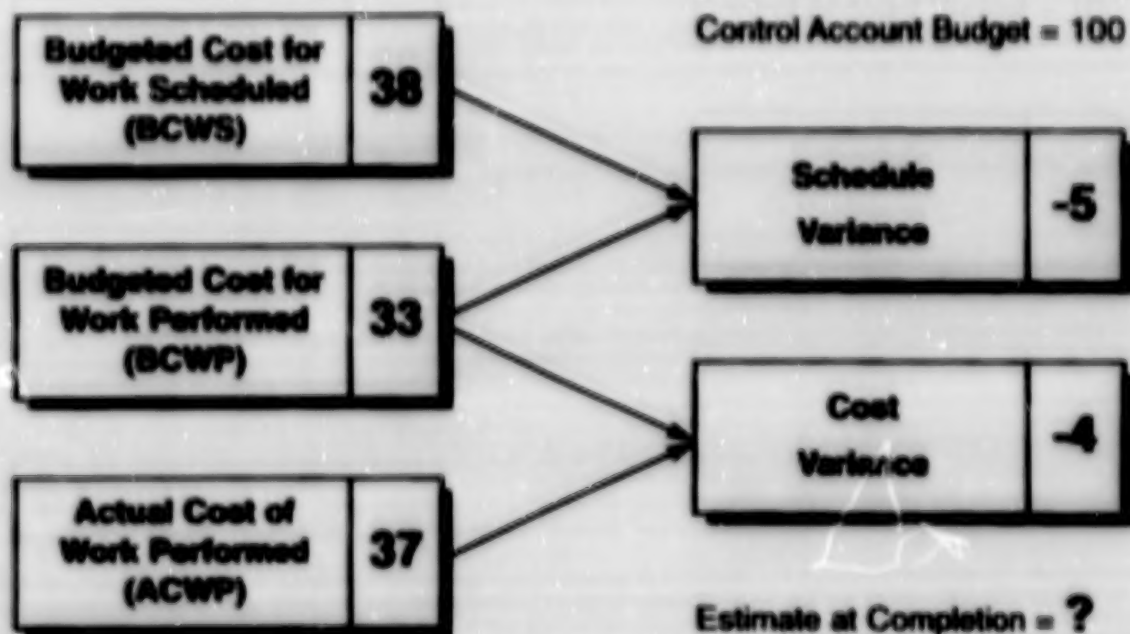 Control Account Budget = 100
Budgeted Cost for
Work Scheduled
(BCWS)
38
Schedule
Variance
-5
Budgeted Cost for
Work Performed
(BCWP)
33
Cost
Variance
-4
Actual Cost of
Work Performed
(ACWP)
37
Estimate at Completion = ?